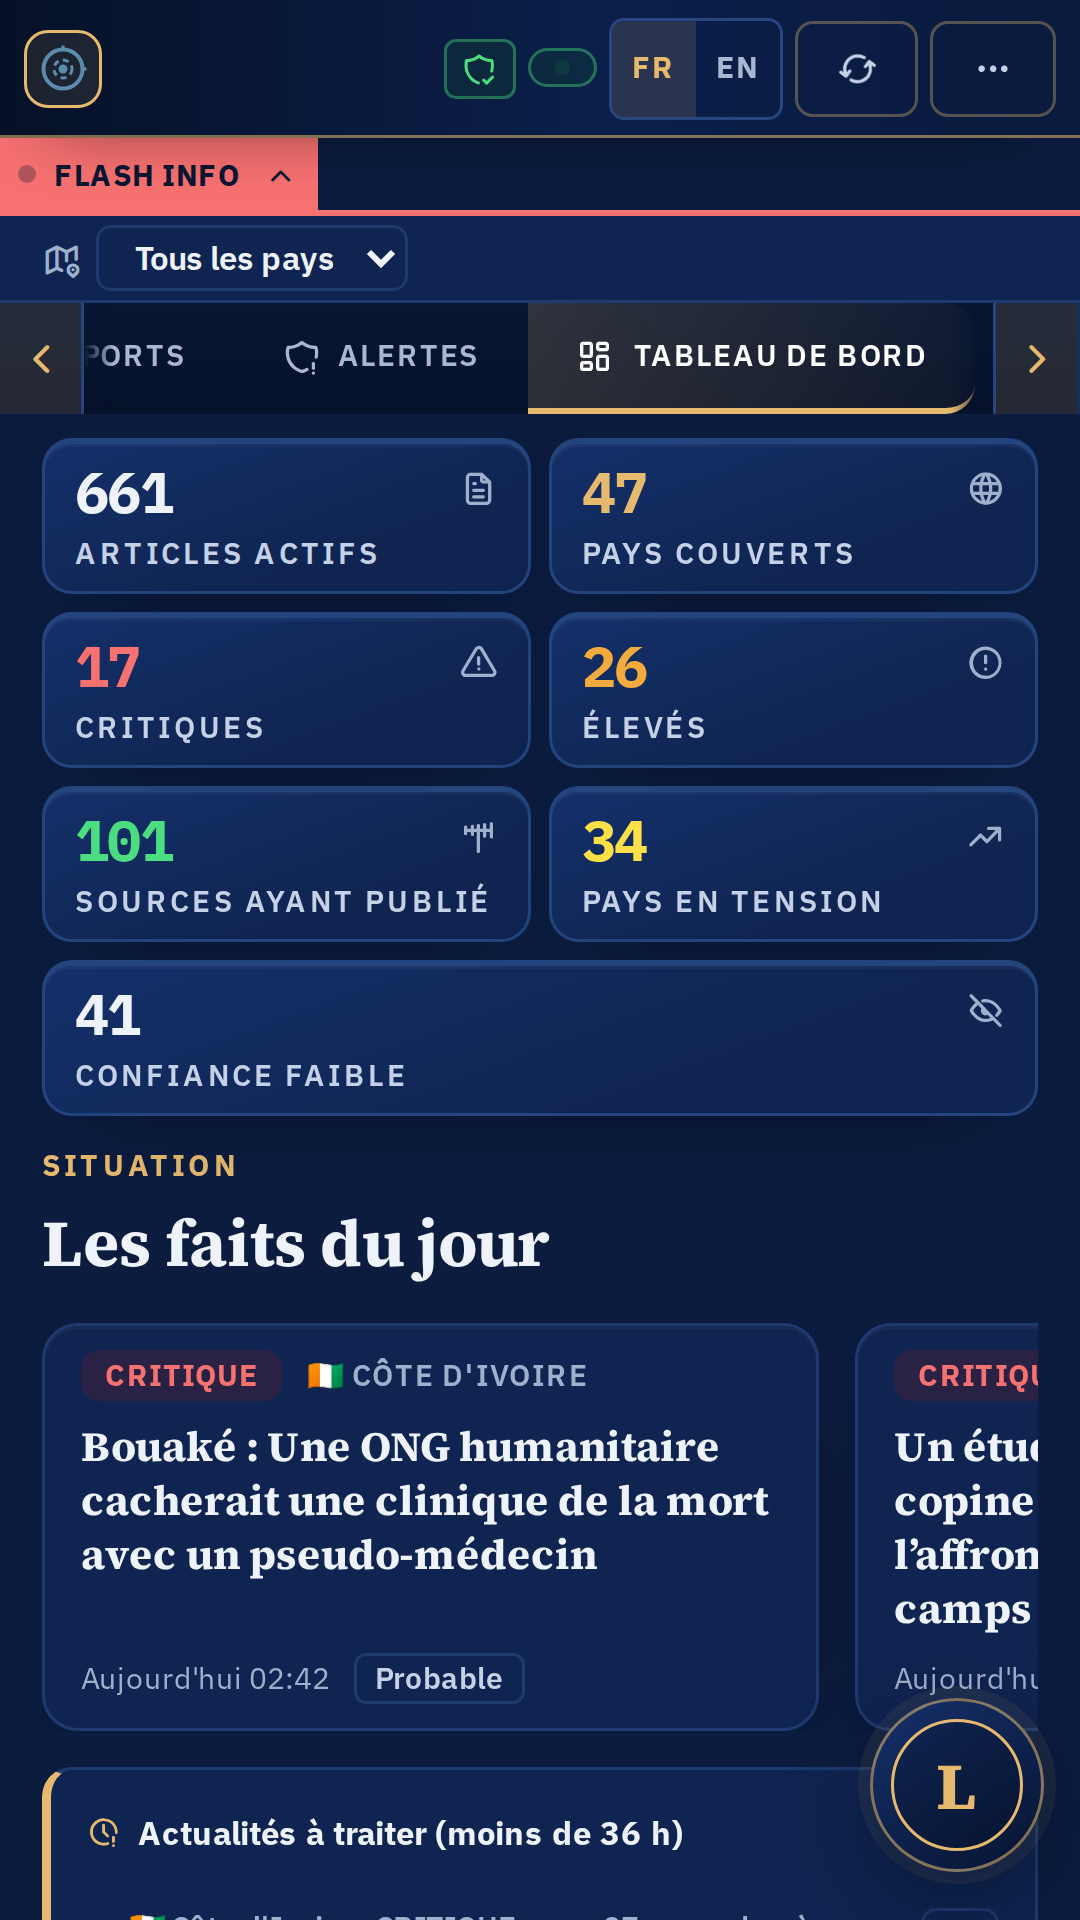 FR EN
FLASH INFO
Tous les pays
PORTS ALERTES TABLEAU DE BORD
661
ARTICLES ACTIFS
47
PAYS COUVERTS
17
CRITIQUES
26
ÉLEVÉS
101
SOURCES AYANT PUBLIÉ
34
PAYS EN TENSION
41
CONFIANCE FAIBLE
SITUATION
Les faits du jour
CRITIQUE CÔTE D'IVOIRE
Bouaké : Une ONG humanitaire
cacherait une clinique de la mort
avec un pseudo-médecin
Aujourd'hui 02:42 Probable
Un
copine
camps
L
Actualités à traiter (moins de 36 h)